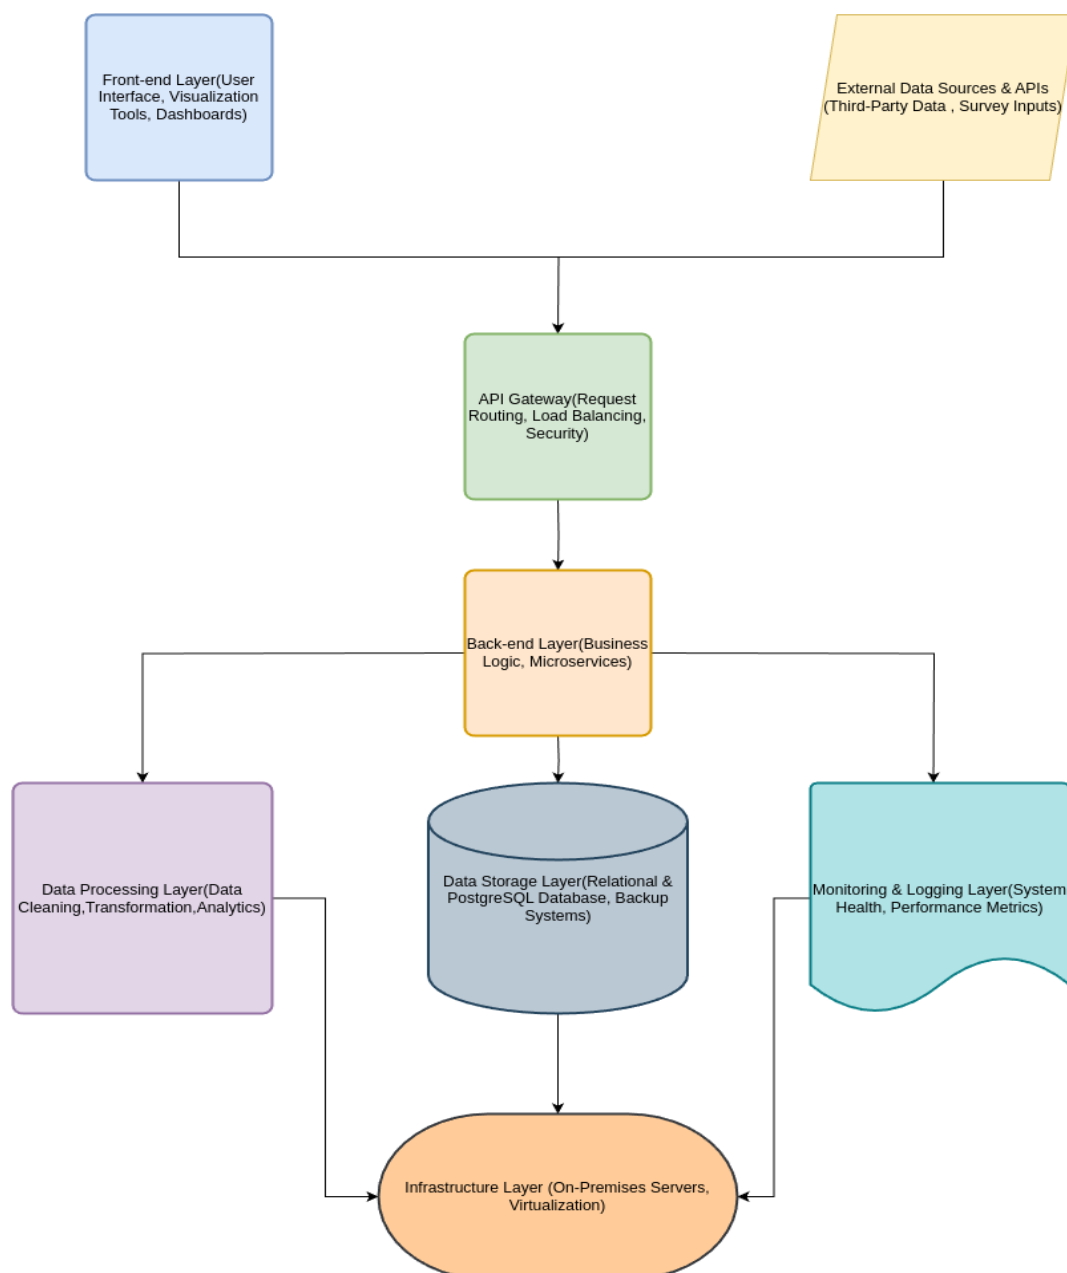 Front-end Layer(User
Interface, Visualization
Tools, Dashboards)
External Data Sources & APIs
(Third-Party Data , Survey Inputs)
API Gateway(Request
Routing, Load Balancing,
Security)
Back-end Layer(Business
Logic, Microservices)
Data Processing Layer(Data
Cleaning,Transformation,Analytics)
Data Storage Layer(Relational &
PostgreSQL Database, Backup
Systems)
Monitoring & Logging Layer(System
Health, Performance Metrics)
Infrastructure Layer (On-Premises Servers,
Virtualization)